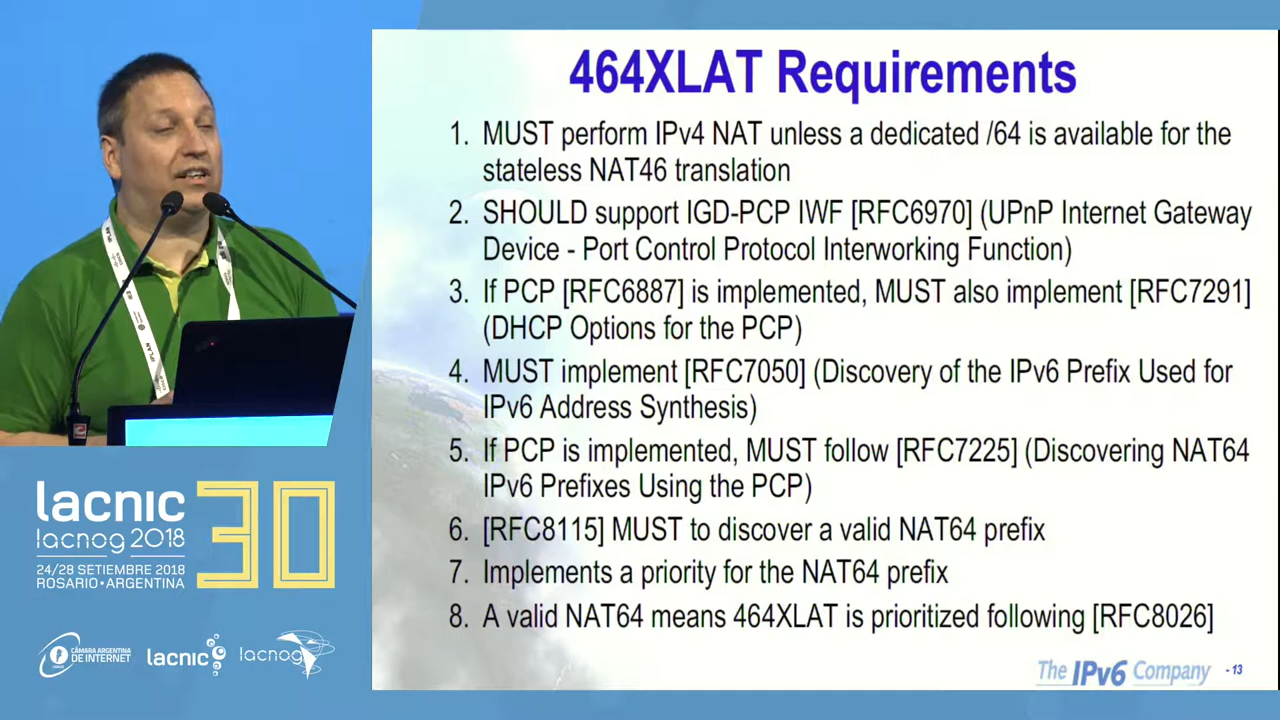 464XLAT Requirements
1. MUST perform IPv4 NAT unless a dedicated /64 is available for the
stateless NAT46 translation
2. SHOULD support IGD-PCP IWF [RFC6970] (UPnP Internet Gateway
Device - Port Control Protocol Interworking Function)
3. If PCP [RFC6887] is implemented, MUST also implement [RFC7291]
(DHCP Options for the PCP)
4. MUST implement [RFC7050] (Discovery of the IPv6 Prefix Used for
IPv6 Address Synthesis)
5. If PCP is implemented, MUST follow [RFC7225] (Discovering NAT64
IPv6 Prefixes Using the PCP)
6. [RFC8115] MUST to discover a valid NAT64 prefix
7. Implements a priority for the NAT64 prefix
8. A valid NAT64 means 464XLAT is prioritized following [RFC8026]
The IPv6 Company - 13
lacnic 30
lacnog 2018
24/28 SETIEMBRE 2018
ROSARIO • ARGENTINA
CÁMARA ARGENTINA
DE INTERNET
lacnic
lacnog
IPLAN